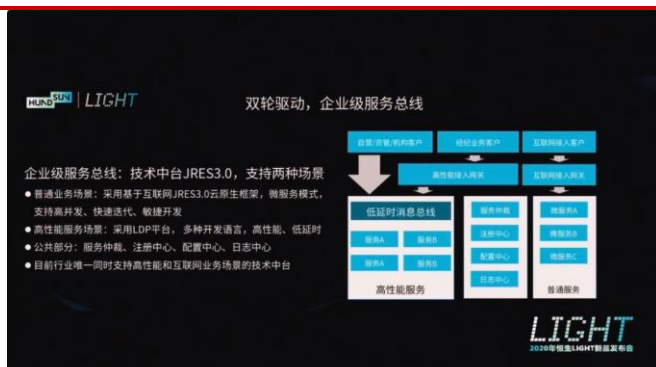 HUNDSUN | LIGHT
双轮驱动，企业级服务总线
企业级服务总线：技术中台JRES3.0，支持两种场景
● 普通业务场景：采用基于互联网JRES3.0云原生框架，微服务模式，
支持高并发、快速迭代、敏捷开发
● 高性能服务场景：采用LDP平台， 多种开发语言，高性能、低延时
● 公共部分：服务仲裁、注册中心、配置中心、日志中心
● 目前行业唯一同时支持高性能和互联网业务场景的技术中台
自营/资管/机构客户
经纪业务客户
互联网接入客户
高性能接入网关
互联网接入网关
低延时消息总线
服务A
服务B
服务A
服务B
高性能服务
服务仲裁
注册中心
配置中心
日志中心
微服务A
微服务B
微服务C
普通服务
LIGHT
2020年恒生LIGHT新品发布会